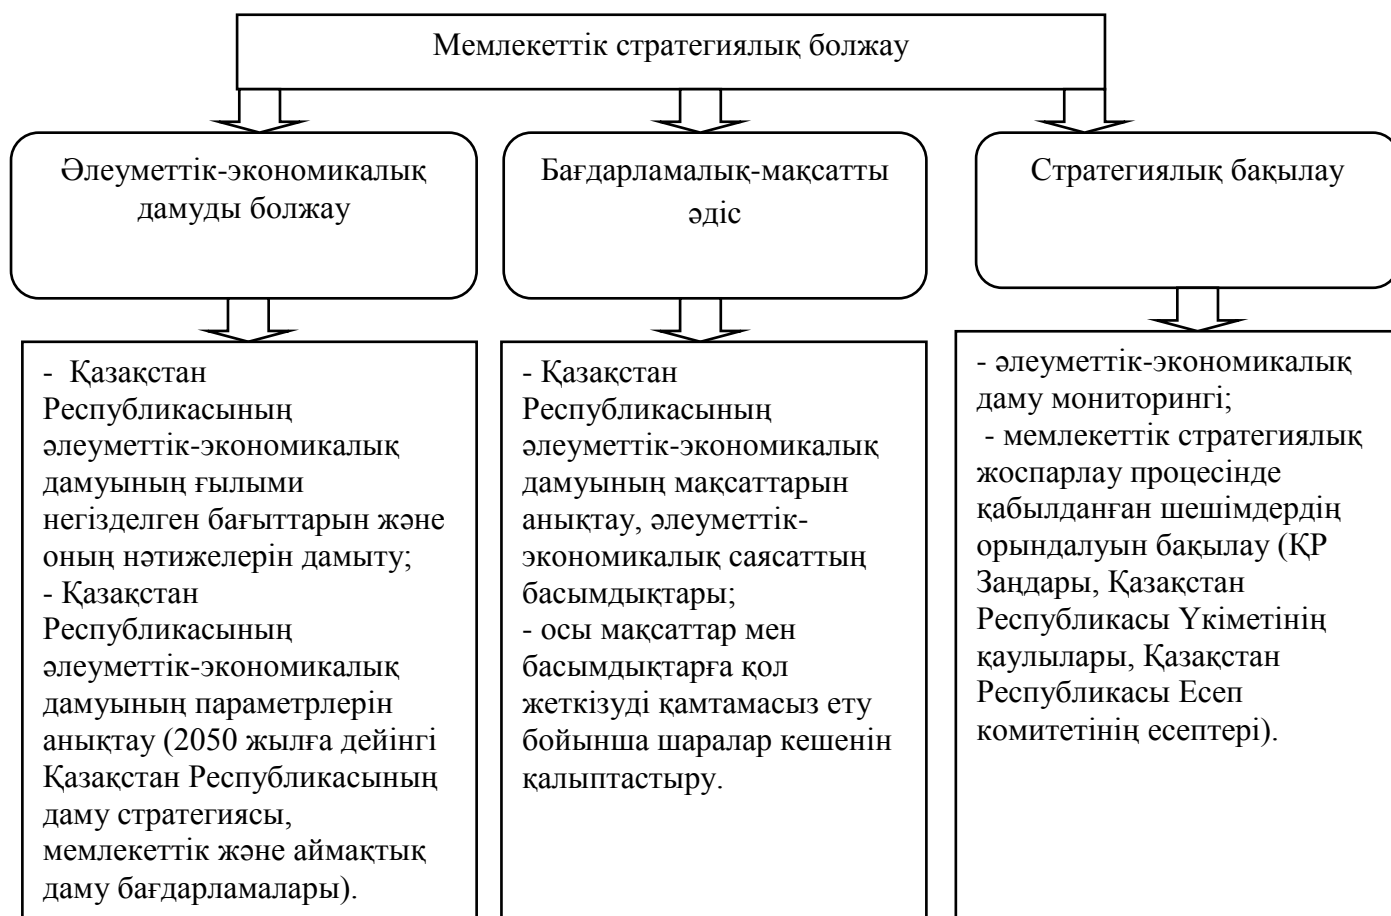 Мемлекеттік стратегиялық болжау
Әлеуметтік-экономикалық
дамуды болжау
Бағдарламалық-мақсатты
әдіс
Стратегиялық бақылау
- Қазақстан
Республикасының
әлеуметтік-экономикалық
дамуының ғылыми
негізделген бағыттарын және
оның нәтижелерін дамыту;
- Қазақстан
Республикасының
әлеуметтік-экономикалық
дамуының параметрлерін
анықтау (2050 жылға дейінгі
Қазақстан Республикасының
даму стратегиясы,
мемлекеттік және аймақтық
даму бағдарламалары).
- Қазақстан
Республикасының
әлеуметтік-экономикалық
дамуының мақсаттарын
анықтау, әлеуметтік-
экономикалық саясаттың
басымдықтары;
- осы мақсаттар мен
басымдықтарға қол
жеткізуді қамтамасыз ету
бойынша шаралар кешенін
қалыптастыру.
- әлеуметтік-экономикалық
даму мониторингі;
- мемлекеттік стратегиялық
жоспарлау процесінде
қабылданған шешімдердің
орындалуын бақылау (ҚР
Заңдары, Қазақстан
Республикасы Үкіметінің
қаулылары, Қазақстан
Республикасы Есеп
комитетінің есептері).